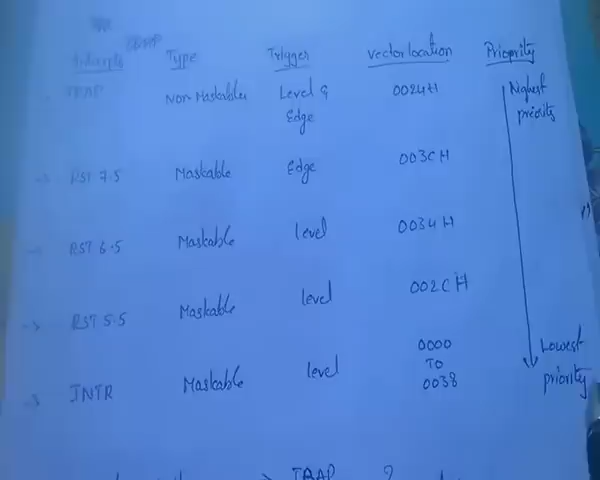 Interrupts Type Trigger Vector location Priority
TRAP Non-Maskable Level & Edge 0024H Highest priority
RST 7.5 Maskable Edge 003CH
RST 6.5 Maskable level 0034H
RST 5.5 Maskable level 002CH
INTR Maskable level 0000 TO 0038 Lowest priority
TRAP